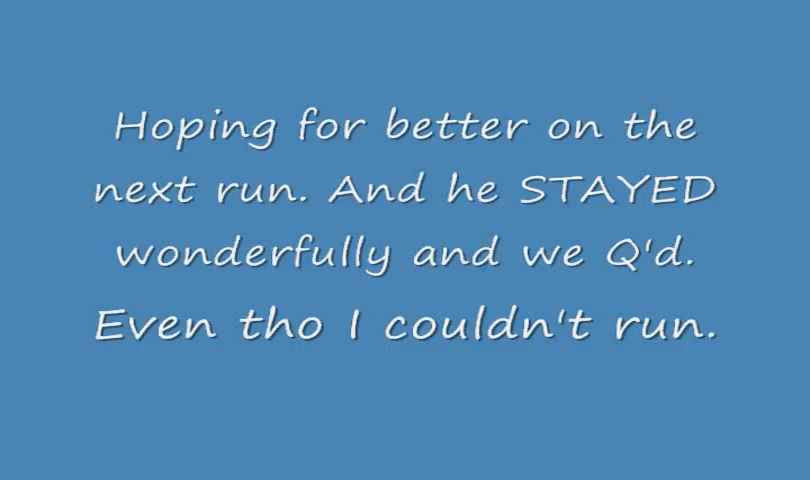 Hoping for better on the
next run. And he STAYED
wonderfully and we Q'd.
Even tho I couldn't run.